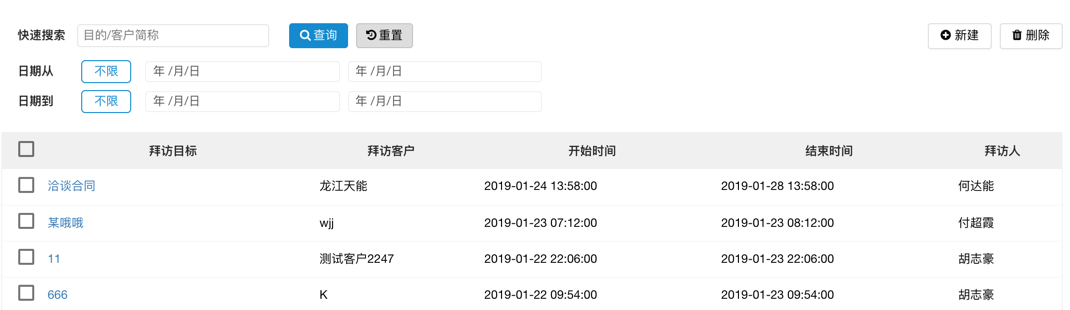 快速搜索 目的/客户简称 查询 重置 新建 删除
日期从 不限 年 /月/日 年 /月/日
日期到 不限 年 /月/日 年 /月/日
拜访目标 拜访客户 开始时间 结束时间 拜访人
洽谈合同 龙江天能 2019-01-24 13:58:00 2019-01-28 13:58:00 何达能
某哦哦 wjj 2019-01-23 07:12:00 2019-01-23 08:12:00 付超霞
11 测试客户2247 2019-01-22 22:06:00 2019-01-23 22:06:00 胡志豪
666 K 2019-01-22 09:54:00 2019-01-23 09:54:00 胡志豪